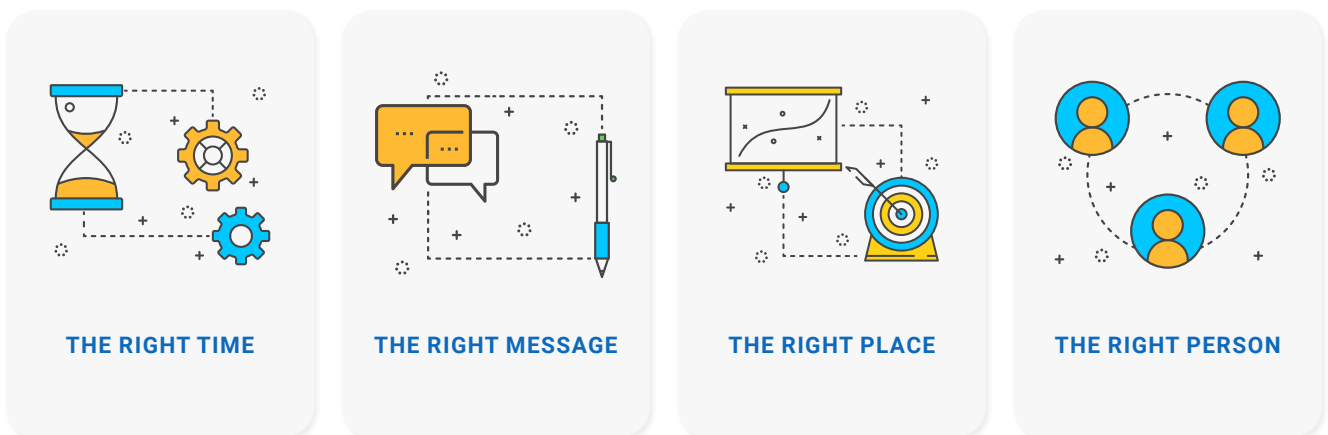 THE RIGHT TIME
THE RIGHT MESSAGE
THE RIGHT PLACE
THE RIGHT PERSON